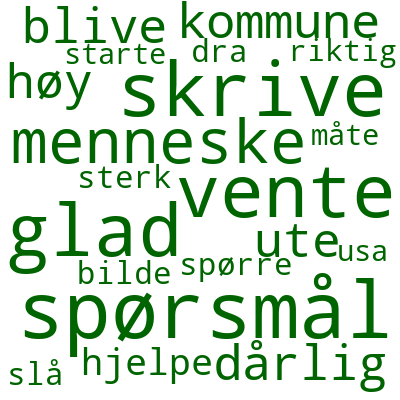 blive kommune
starte dra riktig
høy skrive
menneske måte
sterk vente
glad ute usa
bilde spørre
spørsmål
slå hjelpe dårlig